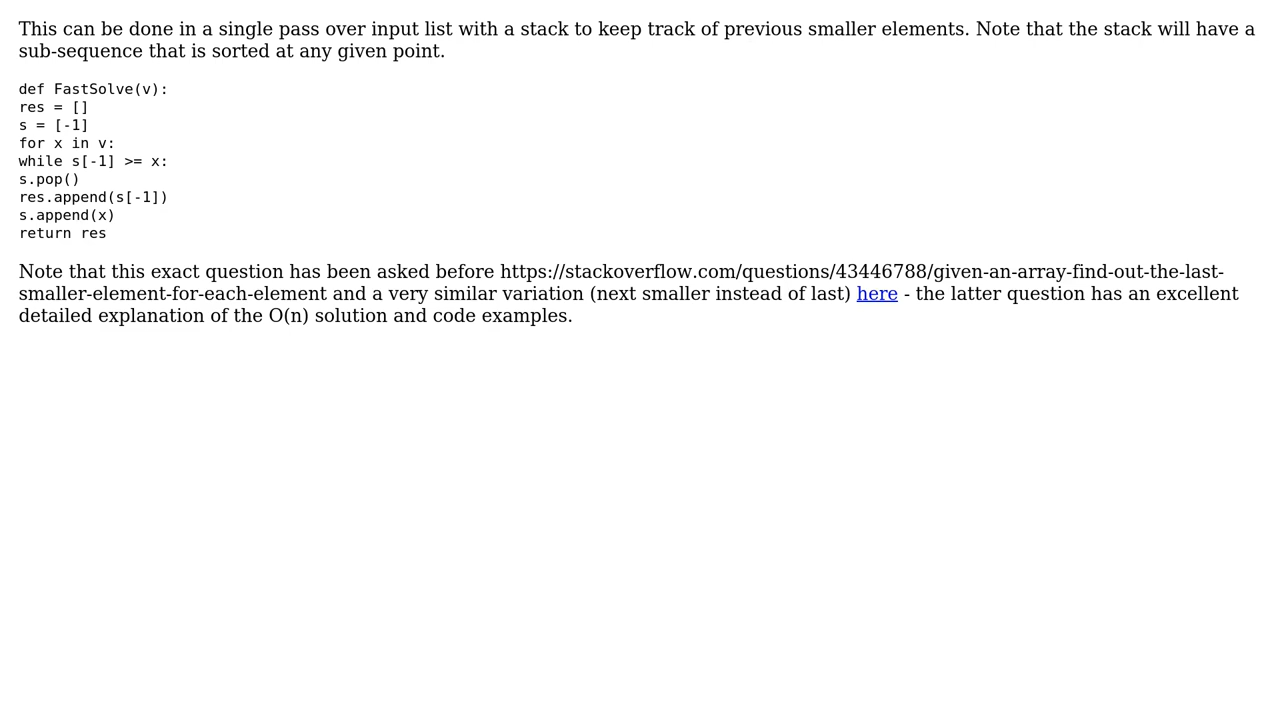 This can be done in a single pass over input list with a stack to keep track of previous smaller elements. Note that the stack will have a
sub-sequence that is sorted at any given point.
def FastSolve(v):
res = []
s = [-1]
for x in v:
while s[-1] >= x:
s.pop()
res.append(s[-1])
s.append(x)
return res
Note that this exact question has been asked before https://stackoverflow.com/questions/43446788/given-an-array-find-out-the-last-
smaller-element-for-each-element and a very similar variation (next smaller instead of last) here - the latter question has an excellent
detailed explanation of the O(n) solution and code examples.